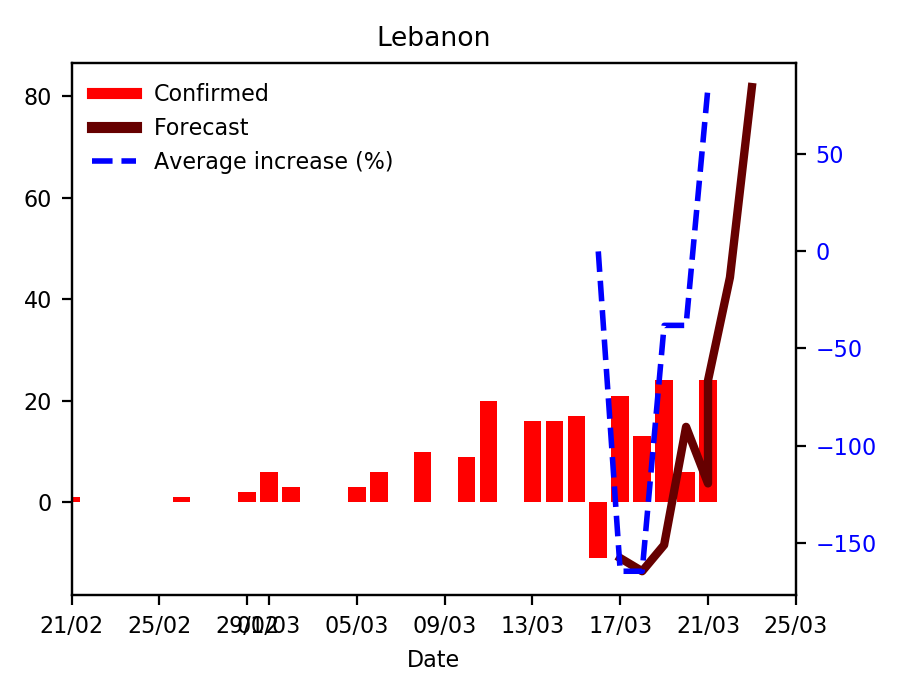 Lebanon
Confirmed
Forecast
Average increase (%)
80
60
40
20
0
50
0
−50
−100
−150
21/02 25/02 29/02 01/03 05/03 09/03 13/03 17/03 21/03 25/03
Date